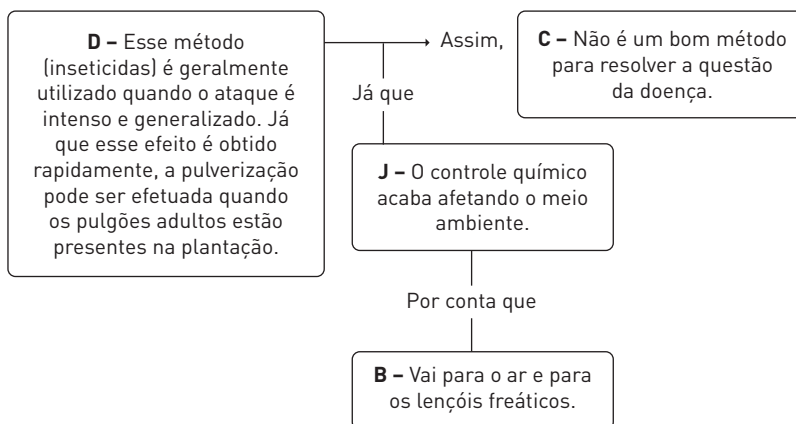 D – Esse método
(inseticidas) é geralmente
utilizado quando o ataque é
intenso e generalizado. Já
que esse efeito é obtido
rapidamente, a pulverização
pode ser efetuada quando
os pulgões adultos estão
presentes na plantação.
Assim,
C – Não é um bom método
para resolver a questão
da doença.
Já que
J – O controle químico
acaba afetando o meio
ambiente.
Por conta que
B – Vai para o ar e para
os lençóis freáticos.